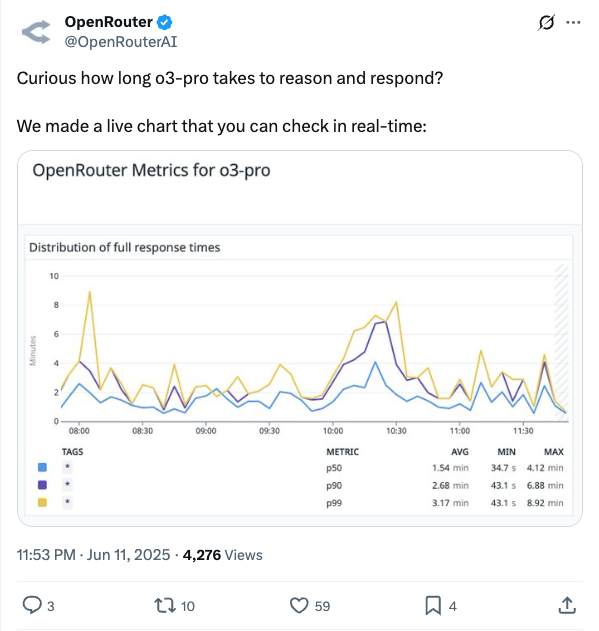 OpenRouter
@OpenRouterAI
Curious how long o3-pro takes to reason and respond?
We made a live chart that you can check in real-time:
OpenRouter Metrics for o3-pro
Distribution of full response times
Minutes
10
8
6
4
2
0
08:00 08:30 09:00 09:30 10:00 10:30 11:00 11:30
TAGS METRIC AVG MIN MAX
* p50 1.54 min 34.7 s 4.12 min
* p90 2.68 min 43.1 s 6.88 min
* p99 3.17 min 43.1 s 8.92 min
11:53 PM · Jun 11, 2025 · 4,276 Views
3 10 59 4